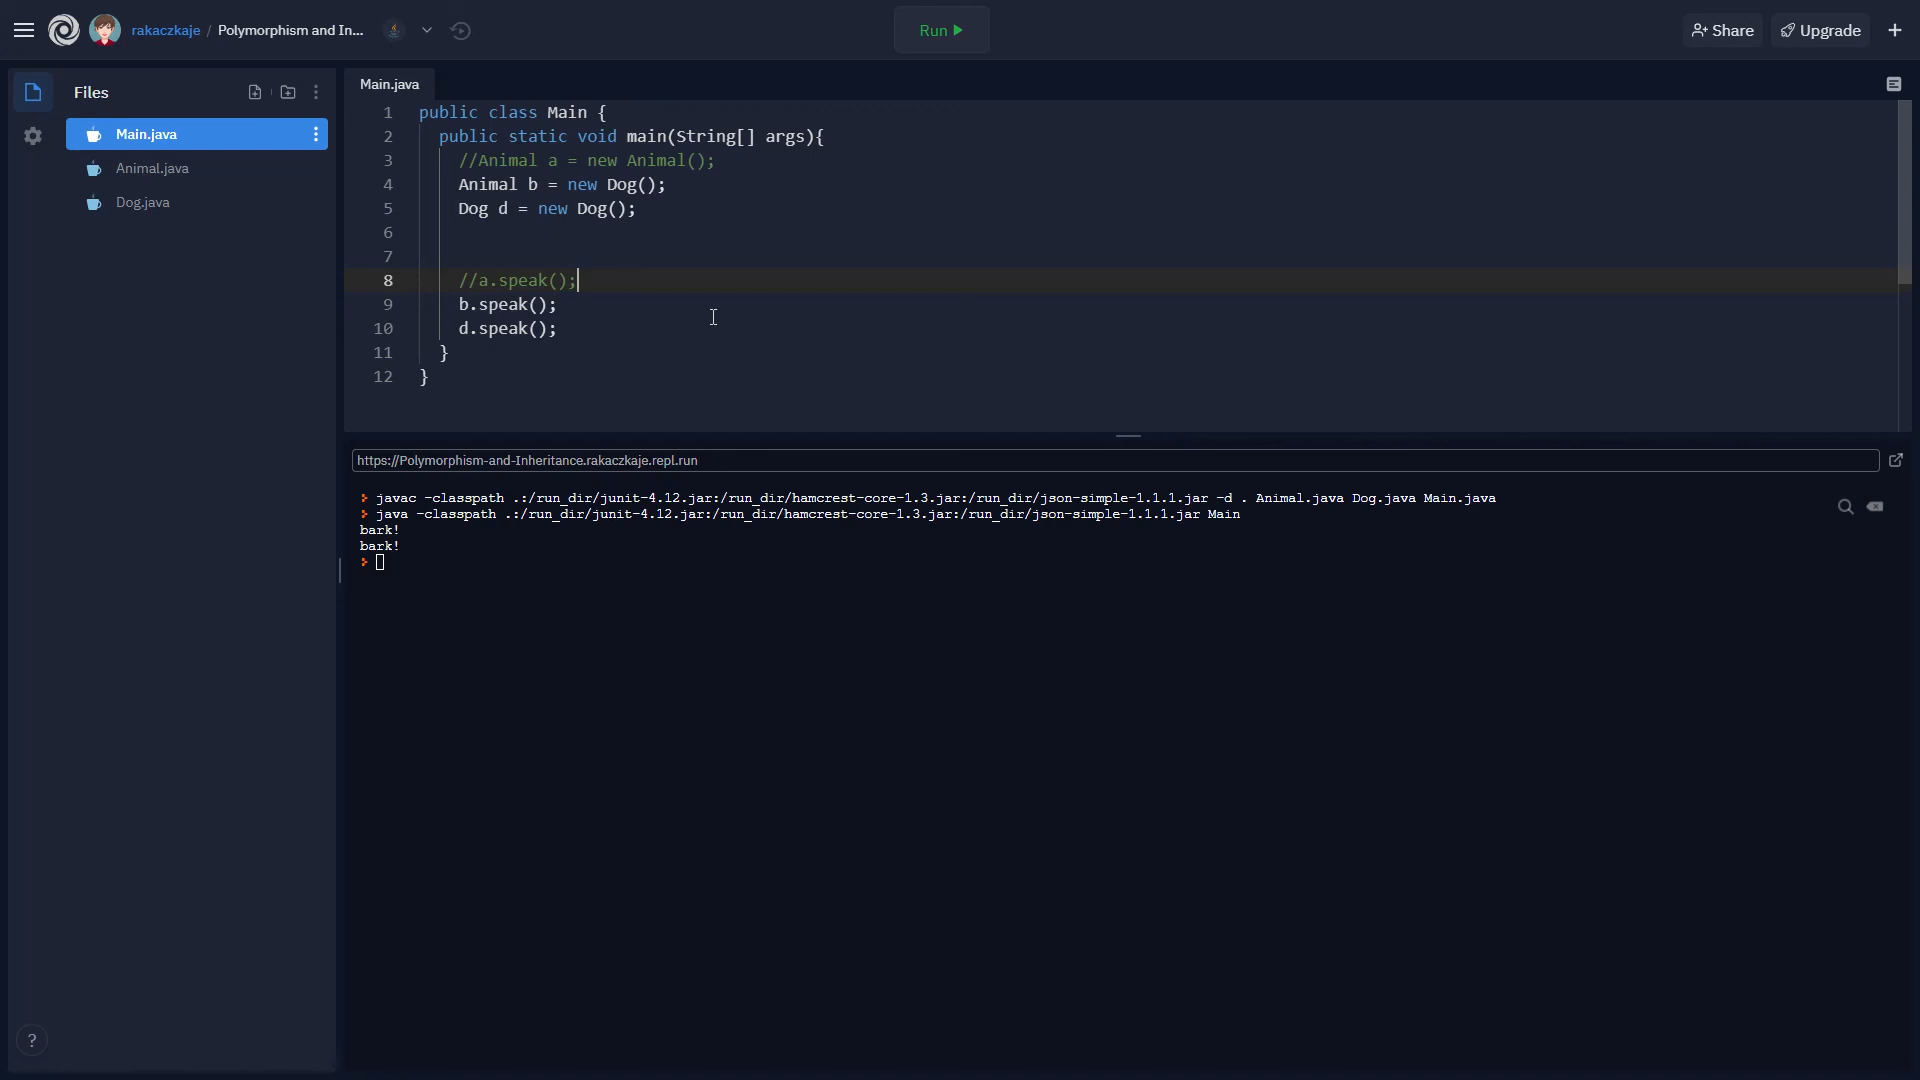 rakaczkaje / Polymorphism and In...
Run
Share
Upgrade
Files
Main.java
Animal.java
Dog.java
Main.java
1 public class Main {
2 public static void main(String[] args){
3 //Animal a = new Animal();
4 Animal b = new Dog();
5 Dog d = new Dog();
6
7
8 //a.speak();
9 b.speak();
10 d.speak();
11 }
12 }
https://Polymorphism-and-Inheritance.rakaczkaje.repl.run
javac -classpath .:/run_dir/junit-4.12.jar:/run_dir/hamcrest-core-1.3.jar:/run_dir/json-simple-1.1.1.jar -d . Animal.java Dog.java Main.java
java -classpath .:/run_dir/junit-4.12.jar:/run_dir/hamcrest-core-1.3.jar:/run_dir/json-simple-1.1.1.jar Main
bark!
bark!
?